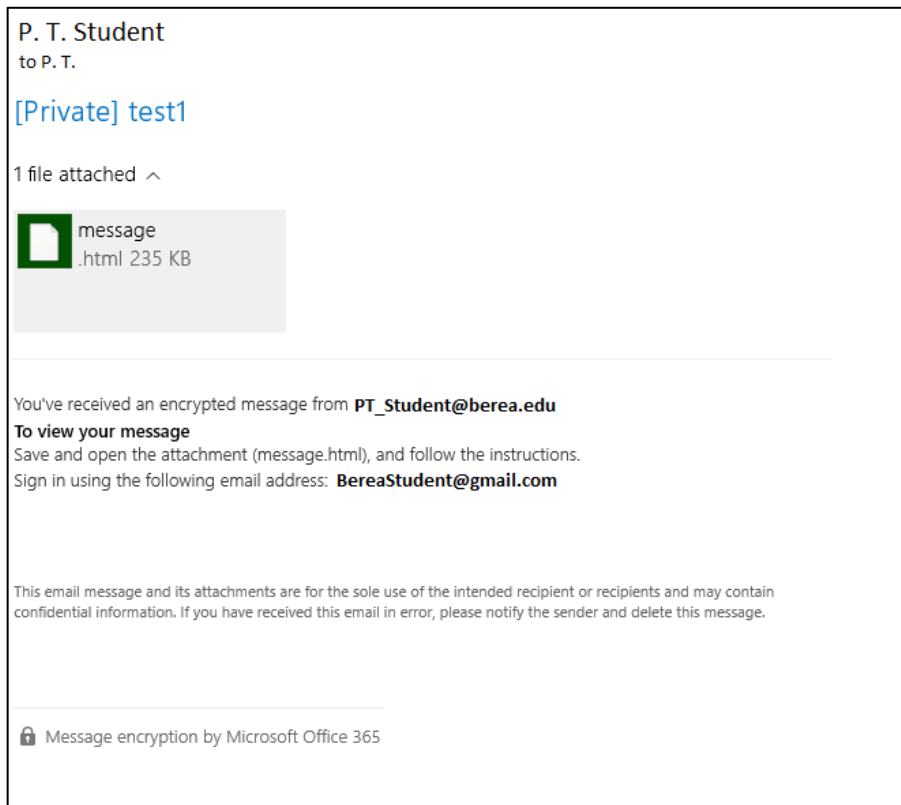 P. T. Student
to P. T.
[Private] test1
1 file attached
message
.html 235 KB
You've received an encrypted message from PT_Student@berea.edu
To view your message
Save and open the attachment (message.html), and follow the instructions.
Sign in using the following email address: BereaStudent@gmail.com
This email message and its attachments are for the sole use of the intended recipient or recipients and may contain
confidential information. If you have received this email in error, please notify the sender and delete this message.
Message encryption by Microsoft Office 365